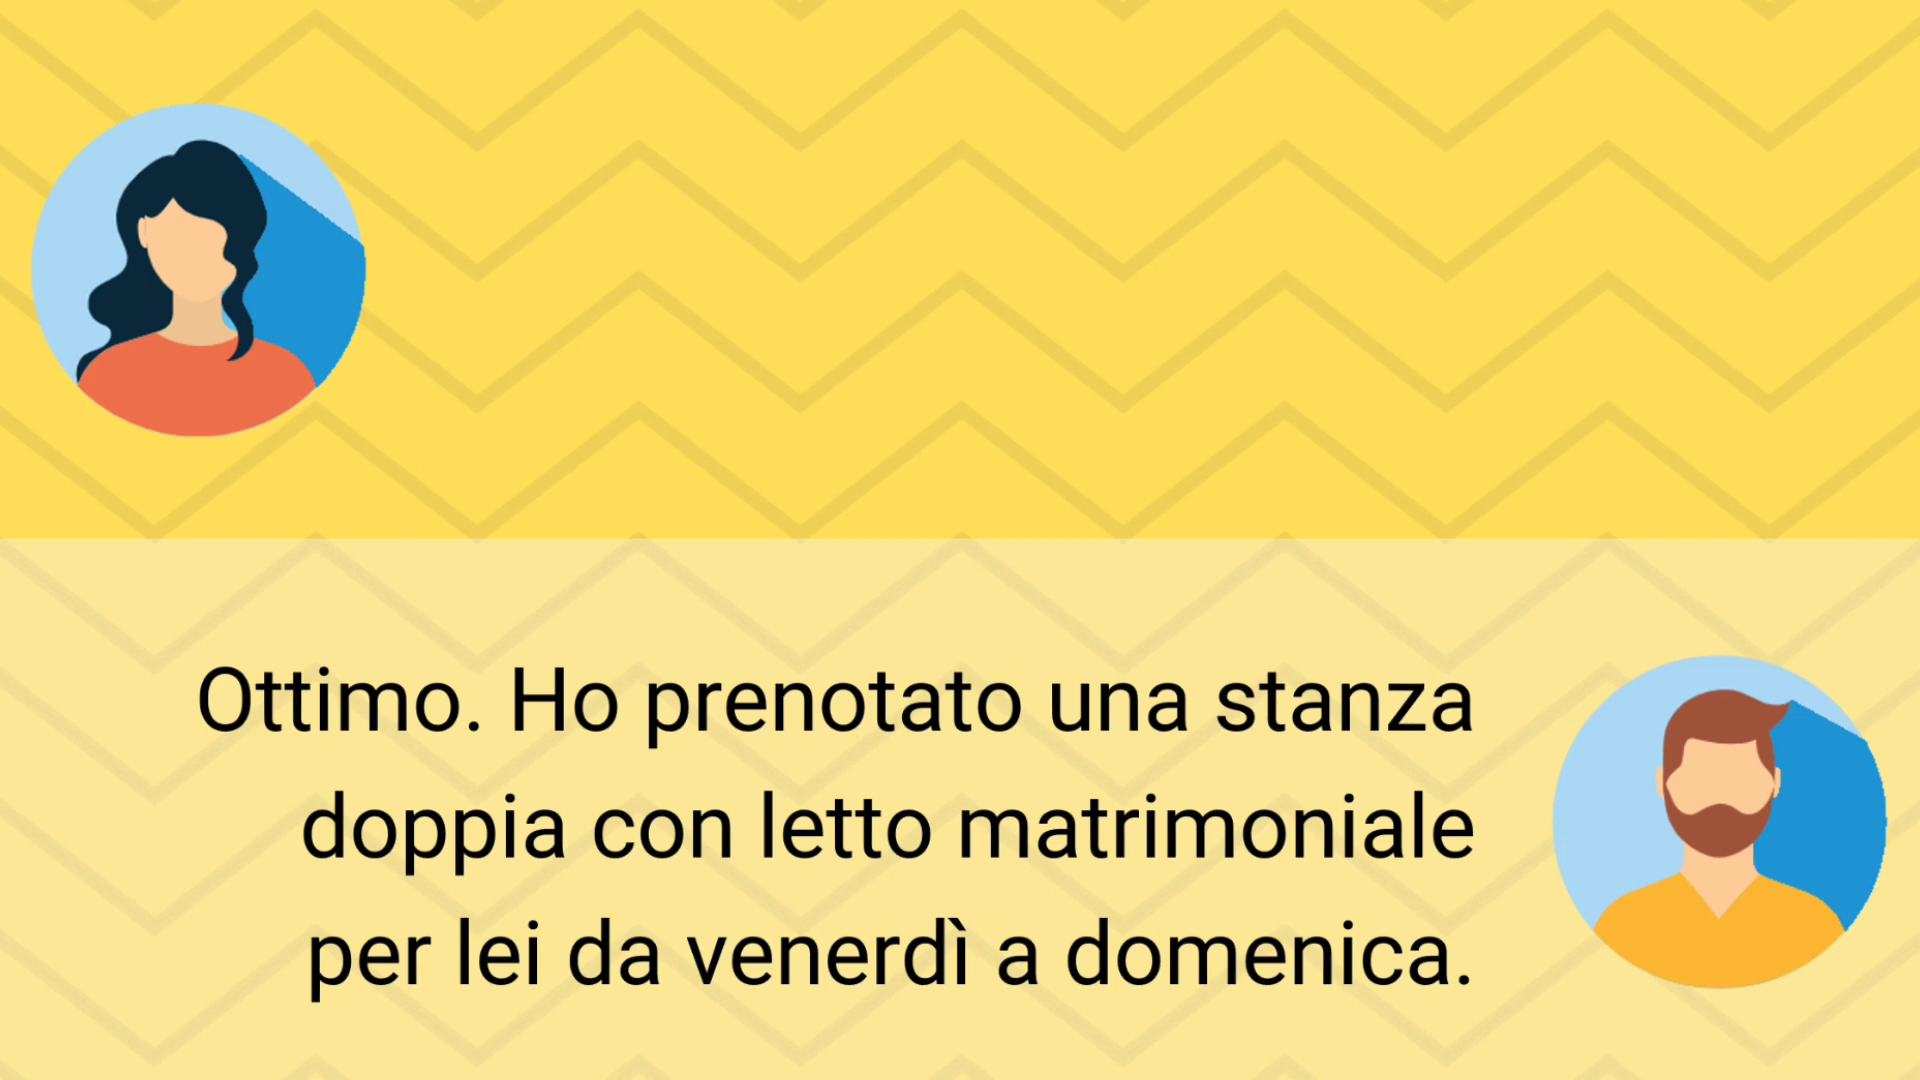 Ottimo. Ho prenotato una stanza
doppia con letto matrimoniale
per lei da venerdì a domenica.